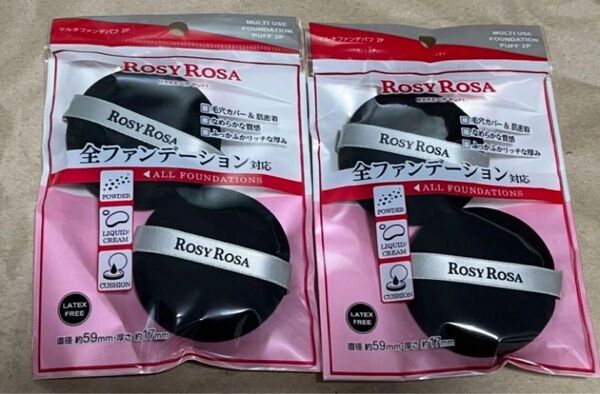 マルチファンデパフ 2P
MULTI USE
FOUNDATION
PUFF 2P
ROSY ROSA
MAKE-UP PUFF
毛穴カバー&肌密着
なめらかな質感
ふっかふかリッチな厚み
ROSY ROSA
全ファンデーション対応
ALL FOUNDATIONS
POWDER
LIQUID/
CREAM
CUSHION
ROSY ROSA
LATEX
FREE
直径 約59mm・厚さ 約17mm
マルチファンデパフ 2P
MULTI USE
FOUNDATION
PUFF 2P
ROSY ROSA
MAKE-UP PUFF
毛穴カバー&肌密着
なめらかな質感
ふっかふかリッチな厚み
ROSY ROSA
全ファンデーション対応
ALL FOUNDATIONS
POWDER
LIQUID/
CREAM
CUSHION
ROSY ROSA
LATEX
FREE
直径 約59mm・厚さ 約17mm